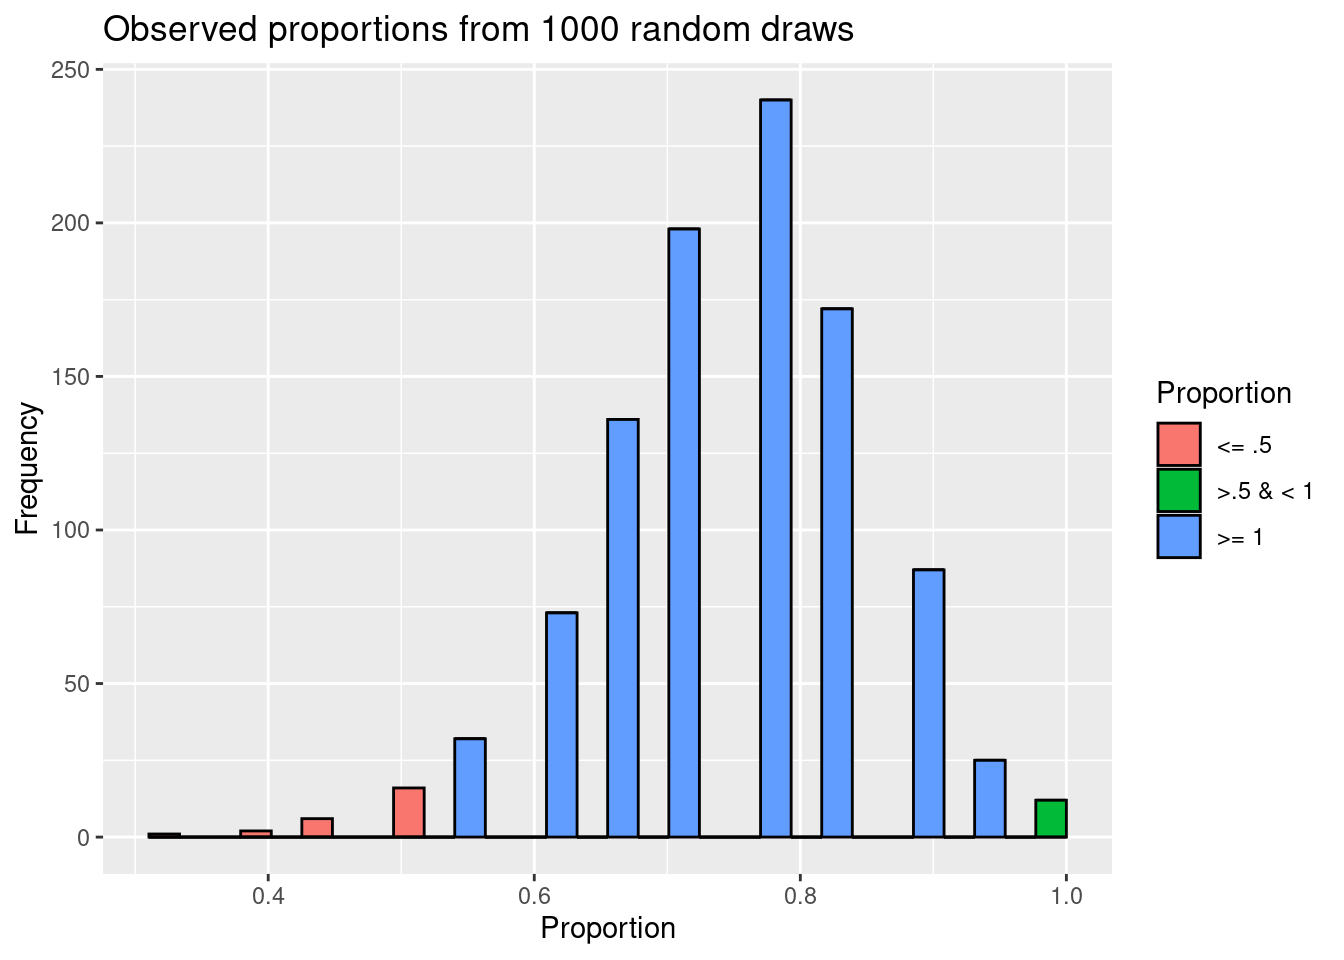 Observed proportions from 1000 random draws
250
200
150
100
50
0
Frequency
0.4 0.6 0.8 1.0
Proportion
Proportion
<= .5
>.5 & < 1
>= 1